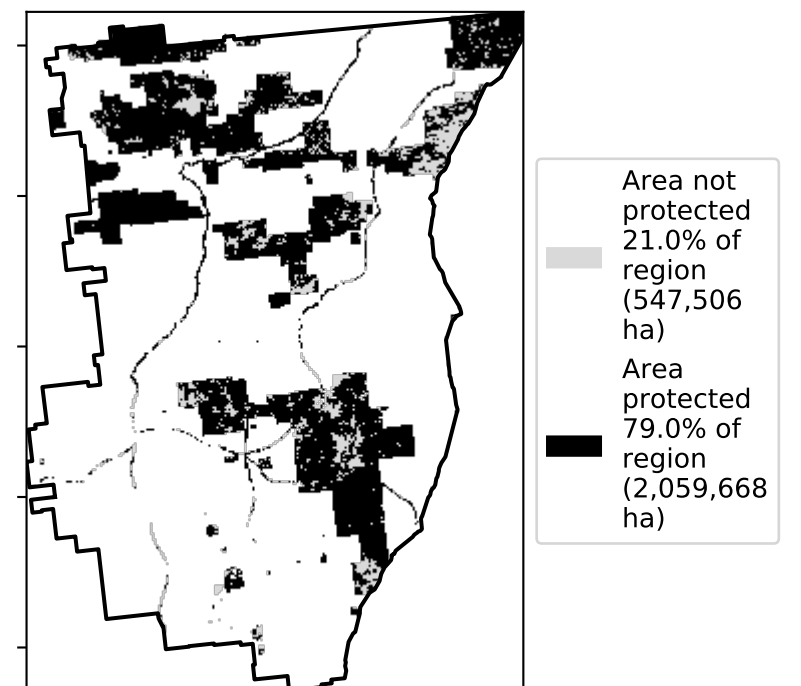 Area not
protected
21.0% of
region
(547,506
ha)
Area
protected
79.0% of
region
(2,059,668
ha)